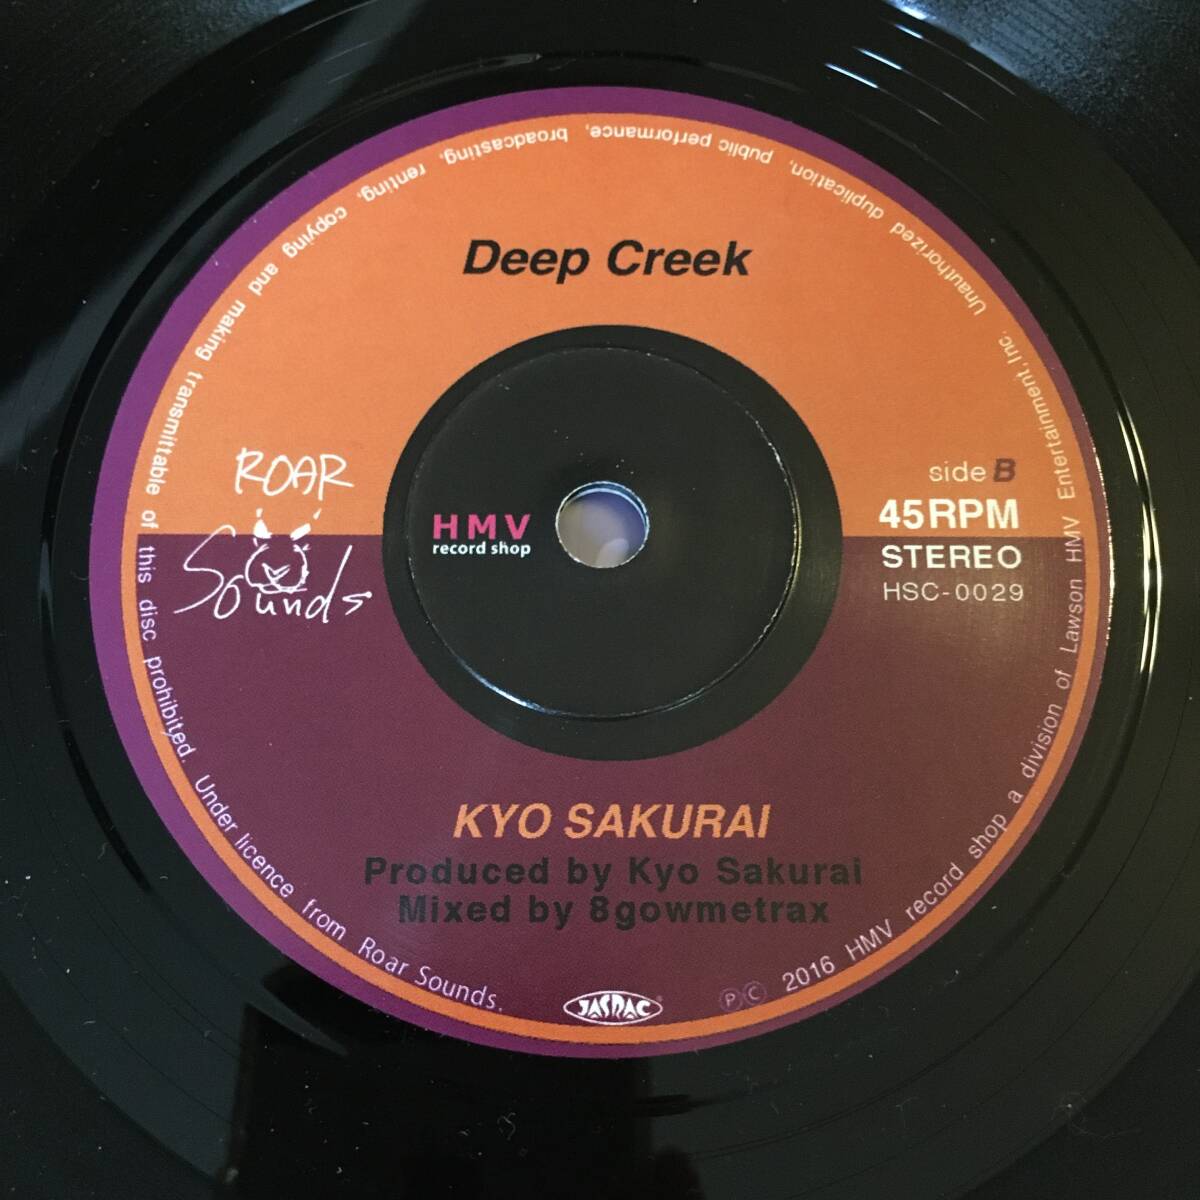 Deep Creek
ROAR
Sounds
HMV
record shop
side B
45RPM
STEREO
HSC-0029
KYO SAKURAI
Produced by Kyo Sakurai
Mixed by 8gowmetrax
JASRAC
Ⓟ© 2016 HMV record shop a division of Lawson HMV Entertainment,Inc. Unauthorized duplication, public performance, broadcasting, renting, copying and making transmittable of this disc prohibited. Under licence from Roar Sounds.